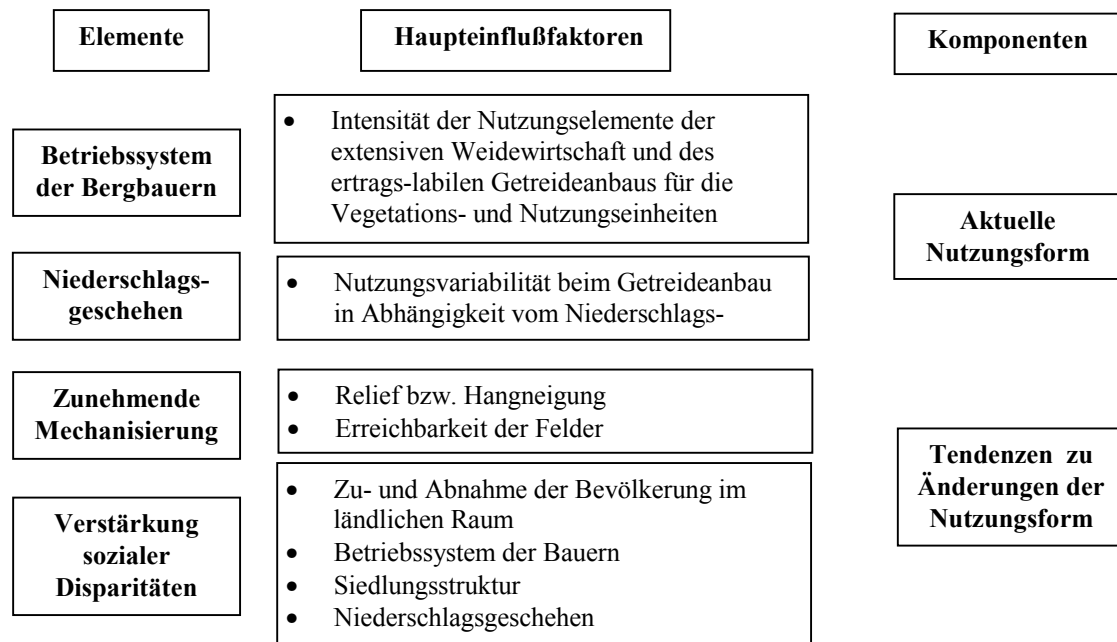 Elemente
Haupteinflußfaktoren
Komponenten
Betriebssystem
der Bergbauern
• Intensität der Nutzungselemente der
extensiven Weidewirtschaft und des
ertrags-labilen Getreideanbaus für die
Vegetations- und Nutzungseinheiten
Aktuelle
Nutzungsform
Niederschlags-
geschehen
• Nutzungsvariabilität beim Getreideanbau
in Abhängigkeit vom Niederschlags-
Zunehmende
Mechanisierung
• Relief bzw. Hangneigung
• Erreichbarkeit der Felder
Tendenzen zu
Änderungen der
Nutzungsform
Verstärkung
sozialer
Disparitäten
• Zu- und Abnahme der Bevölkerung im
ländlichen Raum
• Betriebssystem der Bauern
• Siedlungsstruktur
• Niederschlagsgeschehen